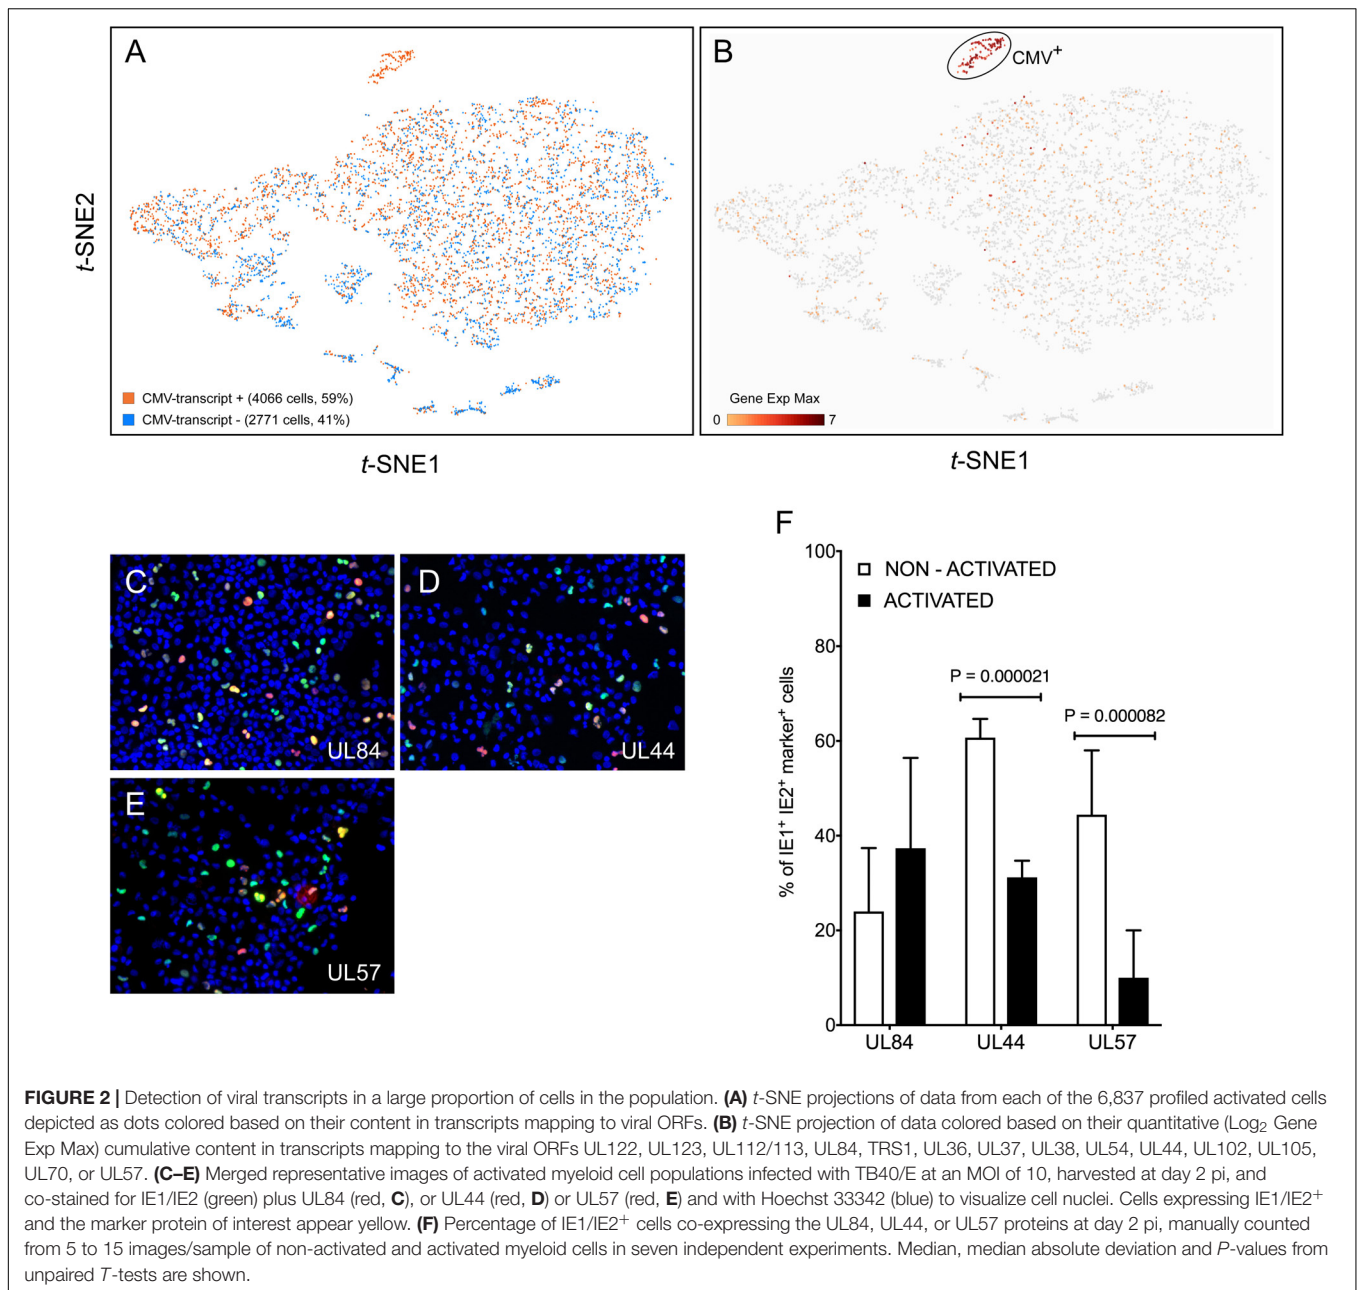 A
B
CMV+
t-SNE2
CMV-transcript + (4066 cells, 59%)
CMV-transcript - (2771 cells, 41%)
Gene Exp Max
0
7
t-SNE1
t-SNE1
C
UL84
D
UL44
E
UL57
F
100
80
60
40
20
0
% of IE1+ IE2+ marker+ cells
NON - ACTIVATED
ACTIVATED
P = 0.000021
P = 0.000082
UL84
UL44
UL57
FIGURE 2 | Detection of viral transcripts in a large proportion of cells in the population. (A) t-SNE projections of data from each of the 6,837 profiled activated cells
depicted as dots colored based on their content in transcripts mapping to viral ORFs. (B) t-SNE projection of data colored based on their quantitative (Log2 Gene
Exp Max) cumulative content in transcripts mapping to the viral ORFs UL122, UL123, UL112/113, UL84, TRS1, UL36, UL37, UL38, UL54, UL44, UL102, UL105,
UL70, or UL57. (C–E) Merged representative images of activated myeloid cell populations infected with TB40/E at an MOI of 10, harvested at day 2 pi, and
co-stained for IE1/IE2 (green) plus UL84 (red, C), or UL44 (red, D) or UL57 (red, E) and with Hoechst 33342 (blue) to visualize cell nuclei. Cells expressing IE1/IE2+
and the marker protein of interest appear yellow. (F) Percentage of IE1/IE2+ cells co-expressing the UL84, UL44, or UL57 proteins at day 2 pi, manually counted
from 5 to 15 images/sample of non-activated and activated myeloid cells in seven independent experiments. Median, median absolute deviation and P-values from
unpaired T-tests are shown.